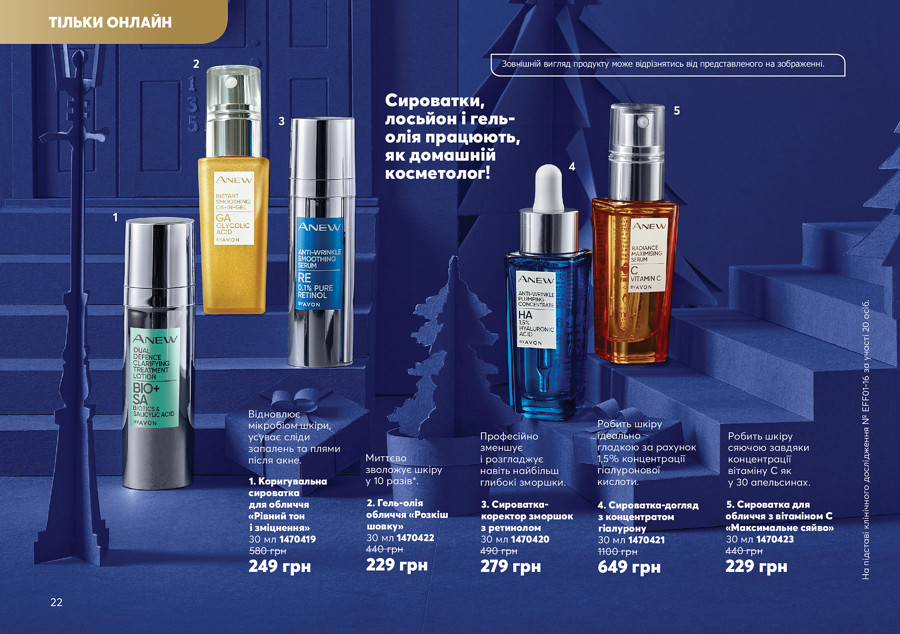 ТІЛЬКИ ОНЛАЙН
Зовнішній вигляд продукту може відрізнятись від представленого на зображенні.
Сироватки,
лосьйон і гель-
олія працюють,
як домашній
косметолог!
1
ANEW
DUAL
DEFENCE
CLARIFYING
TREATMENT
LOTION
BIO+
SA
BIOTICS &
SALICYLIC ACID
BY AVON
2
1
3
5
ANEW
INSTANT
SMOOTHING
OIL-IN-GEL
GA
GLYCOLIC
ACID
BY AVON
3
ANEW
ANTI-WRINKLE
SMOOTHING
SERUM
RE
0.1% PURE
RETINOL
BY AVON
4
ANEW
ANTI-WRINKLE
PLUMPING
CONCENTRATE
HA
1.5%
HYALURONIC
ACID
BY AVON
5
ANEW
RADIANCE
MAXIMISING
SERUM
C
VITAMIN C
BY AVON
Відновлює
мікробіом шкіри,
усуває сліди
запалень та плями
після акне.
1. Коригувальна
сироватка
для обличчя
«Рівний тон
і зміцнення»
30 мл 1470419
580 грн
249 грн
Миттєво
зволожує шкіру
у 10 разів*.
2. Гель-олія
обличчя «Розкіш
шовку»
30 мл 1470422
440 грн
229 грн
Професійно
зменшує
і розгладжує
навіть найбільш
глибокі зморшки.
3. Сироватка-
коректор зморшок
з ретинолом
30 мл 1470420
490 грн
279 грн
Робить шкіру
ідеально
гладкою за рахунок
1,5% концентрації
гіалуронової
кислоти.
4. Сироватка-догляд
з концентратом
гіалурону
30 мл 1470421
1100 грн
649 грн
Робить шкіру
сяючою завдяки
концентрації
вітаміну С як
у 30 апельсинах.
5. Сироватка для
обличчя з вітаміном С
«Максимальне сяйво»
30 мл 1470423
440 грн
229 грн
На підставі клінічного дослідження № EFF01-16 за участі 20 осіб.
22